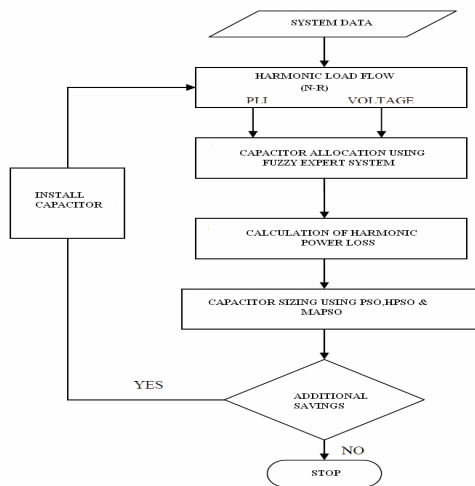 SYSTEM DATA
HARMONIC LOAD FLOW
(N-R)
PLI VOLTAGE
CAPACITOR ALLOCATION USING
FUZZY EXPERT SYSTEM
INSTALL
CAPACITOR
CALCULATION OF HARMONIC
POWER LOSS
CAPACITOR SIZING USING PSO,HPSO &
MAPSO
YES
ADDITIONAL
SAVINGS
NO
STOP